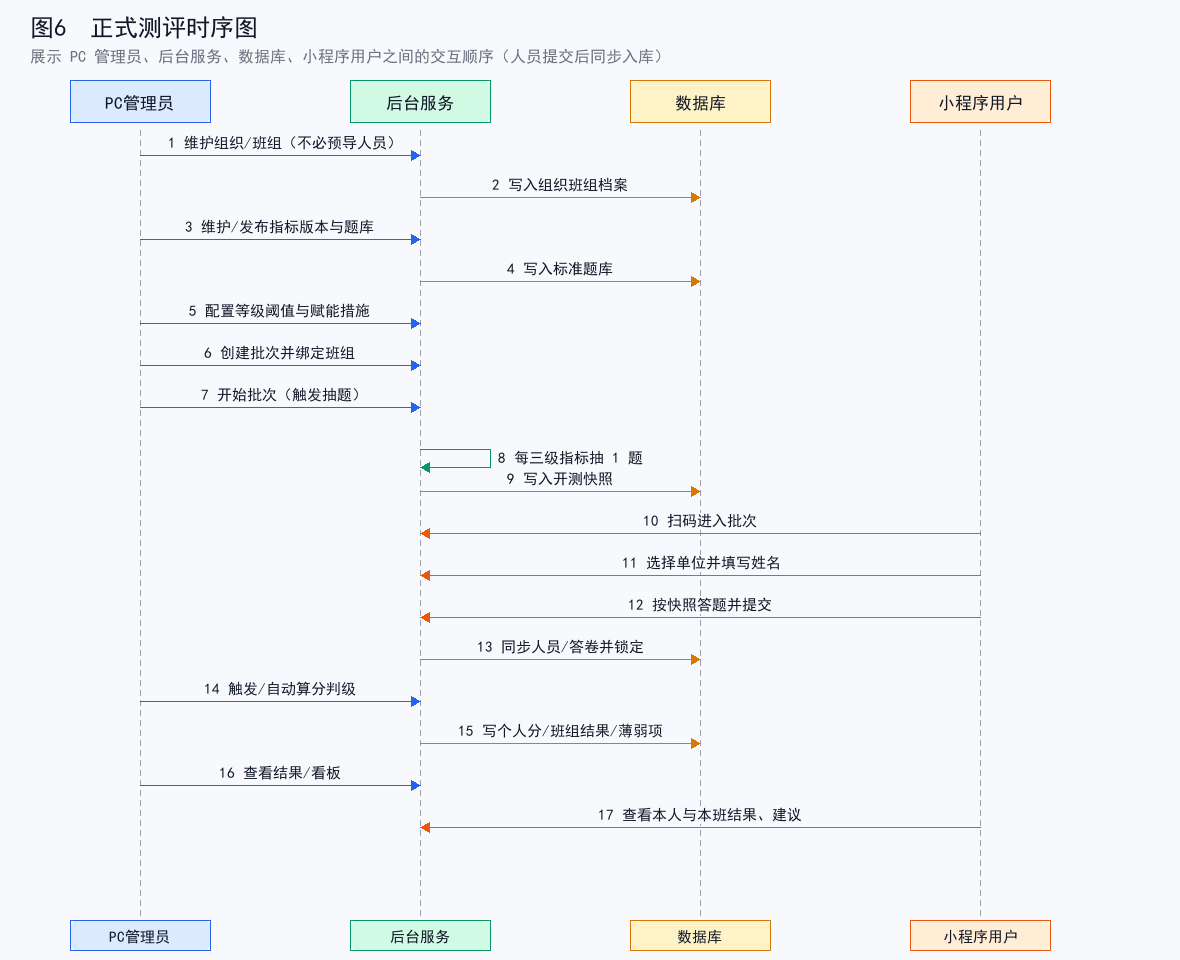 图6 正式测评时序图
展示 PC 管理员、后台服务、数据库、小程序用户之间的交互顺序（人员提交后同步入库）
PC管理员
后台服务
数据库
小程序用户
1 维护组织/班组（不必预导人员）
2 写入组织班组档案
3 维护/发布指标版本与题库
4 写入标准题库
5 配置等级阈值与赋能措施
6 创建批次并绑定班组
7 开始批次（触发抽题）
8 每三级指标抽 1 题
9 写入开测快照
10 扫码进入批次
11 选择单位并填写姓名
12 按快照答题并提交
13 同步人员/答卷并锁定
14 触发/自动算分判级
15 写个人分/班组结果/薄弱项
16 查看结果/看板
17 查看本人与本班结果、建议
PC管理员
后台服务
数据库
小程序用户